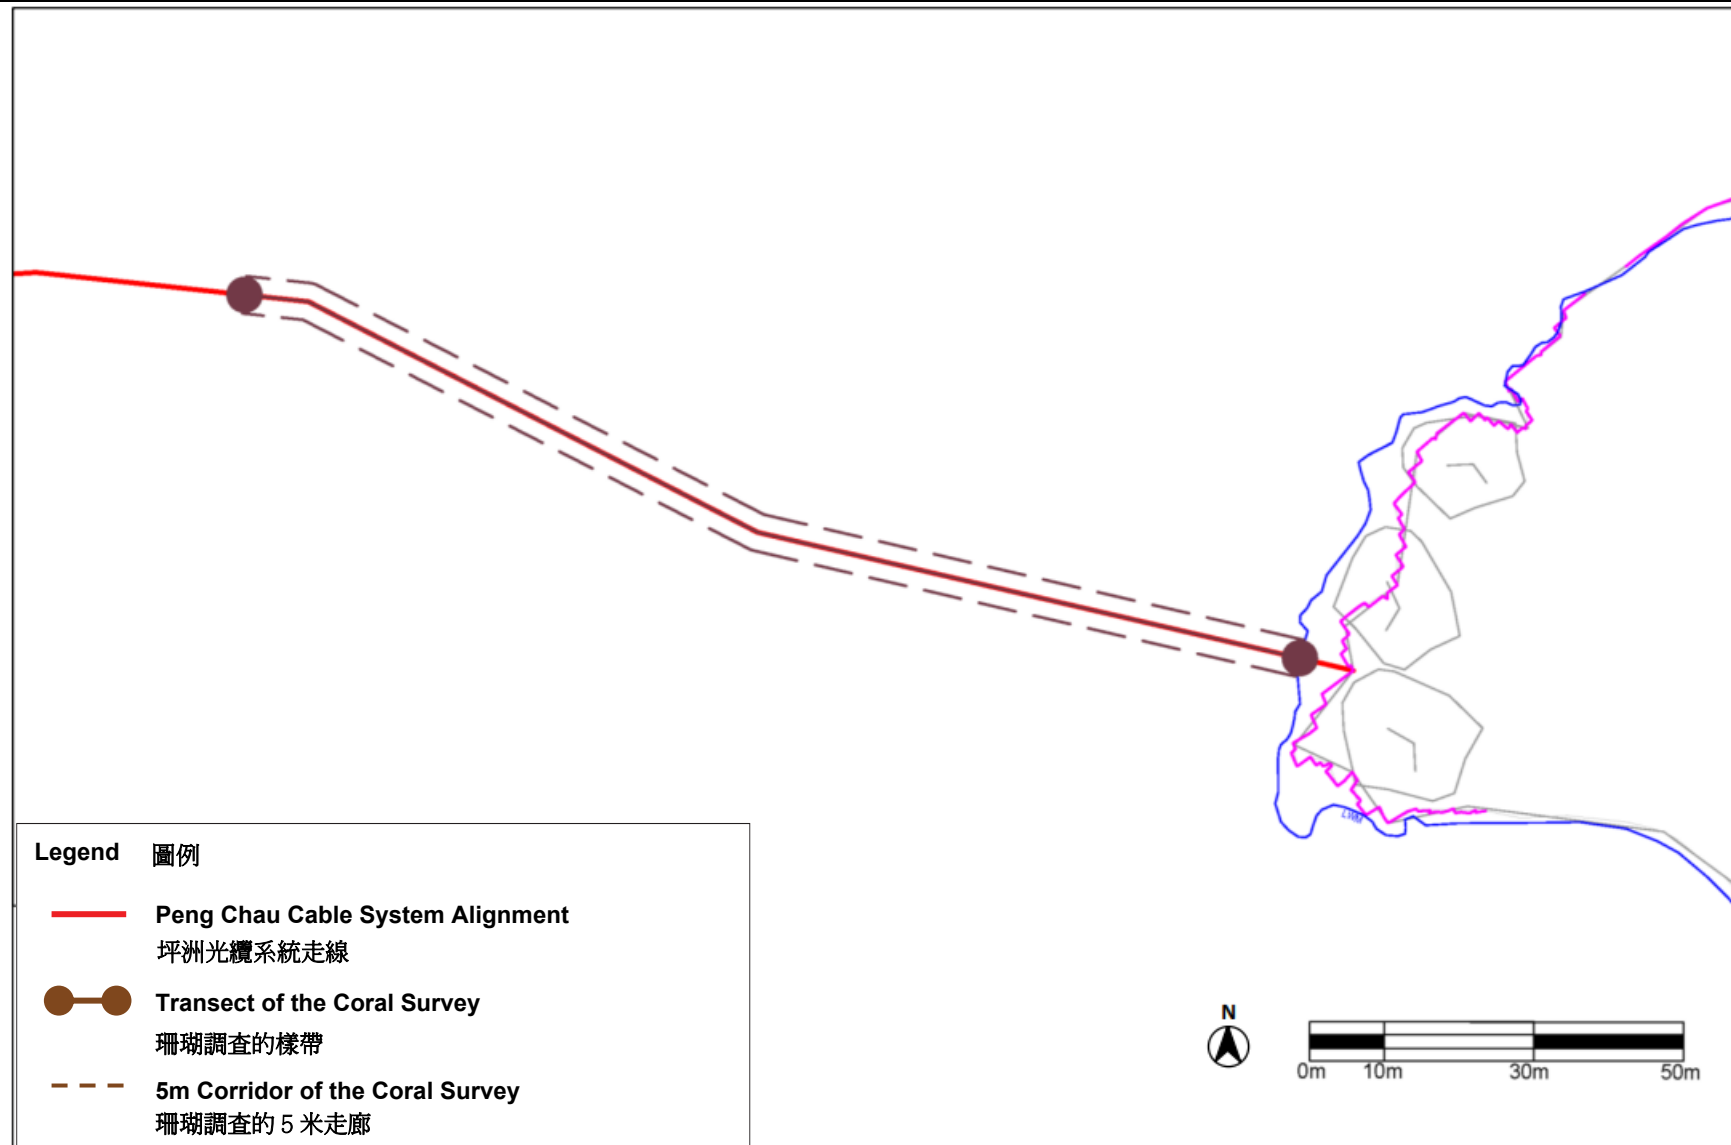 Legend 圖例
Peng Chau Cable System Alignment
坪洲光纜系統走線
Transect of the Coral Survey
珊瑚調查的樣帶
5m Corridor of the Coral Survey
珊瑚調查的 5 米走廊
N
0m 10m 30m 50m